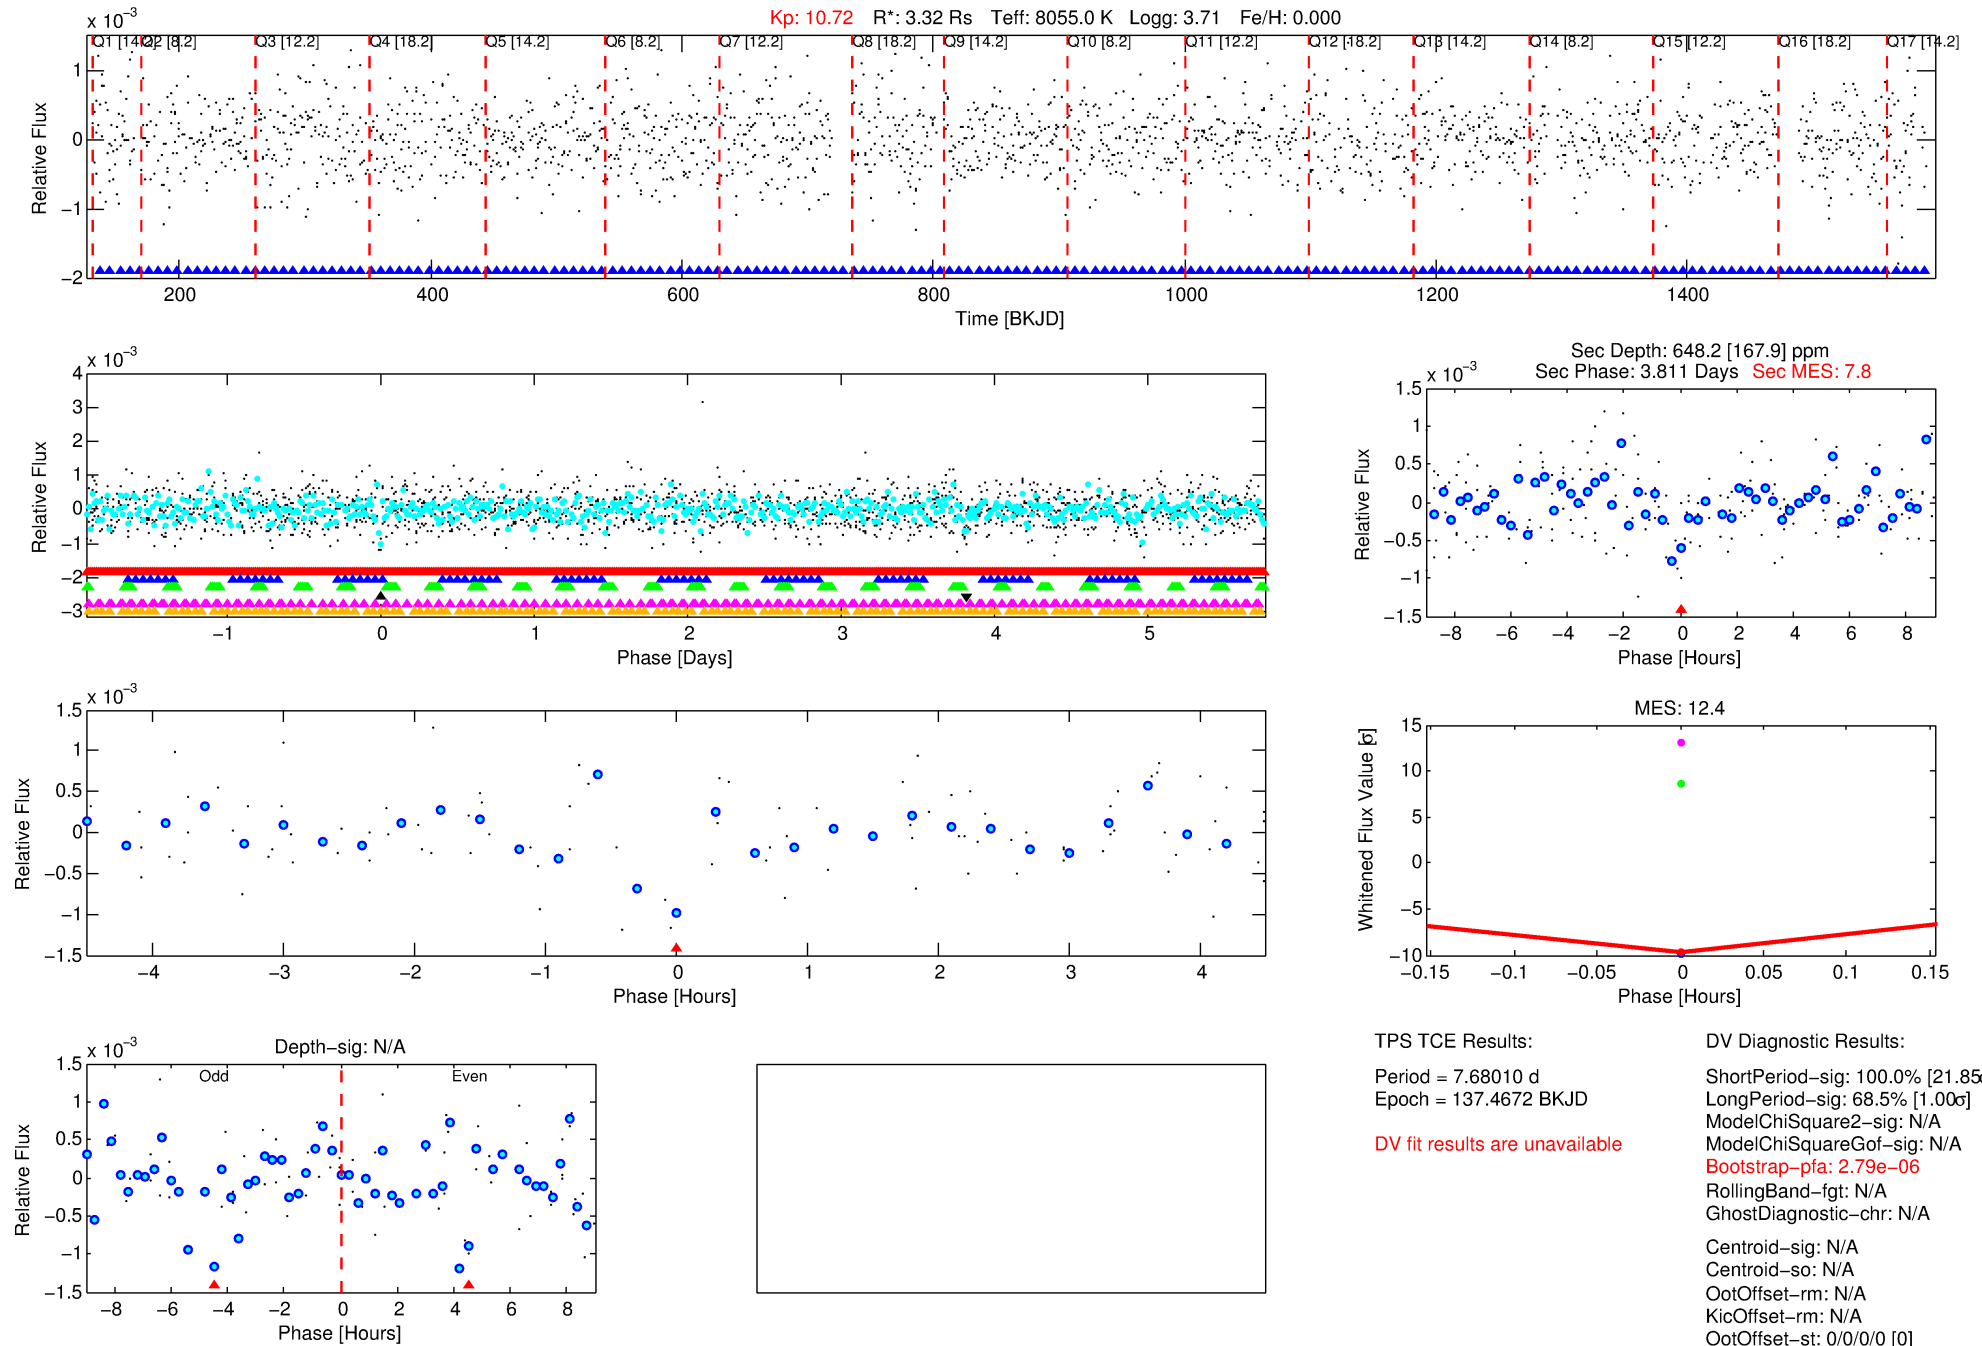 Kp: 10.72 R*: 3.32 Rs Teff: 8055.0 K Logg: 3.71 Fe/H: 0.000
x 10⁻³
Q3 [12.2] Q4 [18.2] Q5 [14.2] Q6 [8.2] Q7 [12.2] Q8 [18.2] Q9 [14.2] Q10 [8.2] Q11 [12.2] Q12 [18.2] Q13 [14.2] Q14 [8.2] Q15 [12.2] Q16 [18.2] Q17 [14.2]
1
0
−1
−2
Relative Flux
200 400 600 800 1000 1200 1400
Time [BKJD]
x 10⁻³
4
3
2
1
0
−1
−2
−3
Relative Flux
−1 0 1 2 3 4 5
Phase [Days]
Sec Depth: 648.2 [167.9] ppm
Sec Phase: 3.811 Days Sec MES: 7.8
x 10⁻³
1.5
1
0.5
0
−0.5
−1
−1.5
Relative Flux
−8 −6 −4 −2 0 2 4 6 8
Phase [Hours]
x 10⁻³
1.5
1
0.5
0
−0.5
−1
−1.5
Relative Flux
−4 −3 −2 −1 0 1 2 3 4
Phase [Hours]
MES: 12.4
15
10
5
0
−5
−10
Whitened Flux Value [σ]
−0.15 −0.1 −0.05 0 0.05 0.1 0.15
Phase [Hours]
Depth−sig: N/A
x 10⁻³
Odd Even
1.5
1
0.5
0
−0.5
−1
−1.5
Relative Flux
−8 −6 −4 −2 0 2 4 6 8
Phase [Hours]
TPS TCE Results:
Period = 7.68010 d
Epoch = 137.4672 BKJD
DV fit results are unavailable
DV Diagnostic Results:
ShortPeriod−sig: 100.0% [21.85
LongPeriod−sig: 68.5% [1.00σ]
ModelChiSquare2−sig: N/A
ModelChiSquareGof−sig: N/A
Bootstrap−pfa: 2.79e−06
RollingBand−fgt: N/A
GhostDiagnostic−chr: N/A
Centroid−sig: N/A
Centroid−so: N/A
OotOffset−rm: N/A
KicOffset−rm: N/A
OotOffset−st: 0/0/0/0 [0]